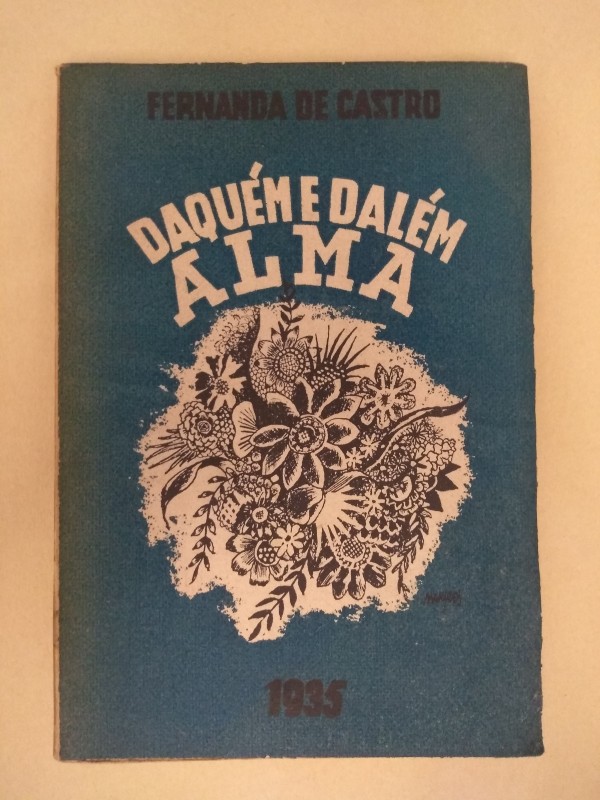 FERNANDA DE CASTRO
DAQUÉM E DALÉM
ALMA
1935